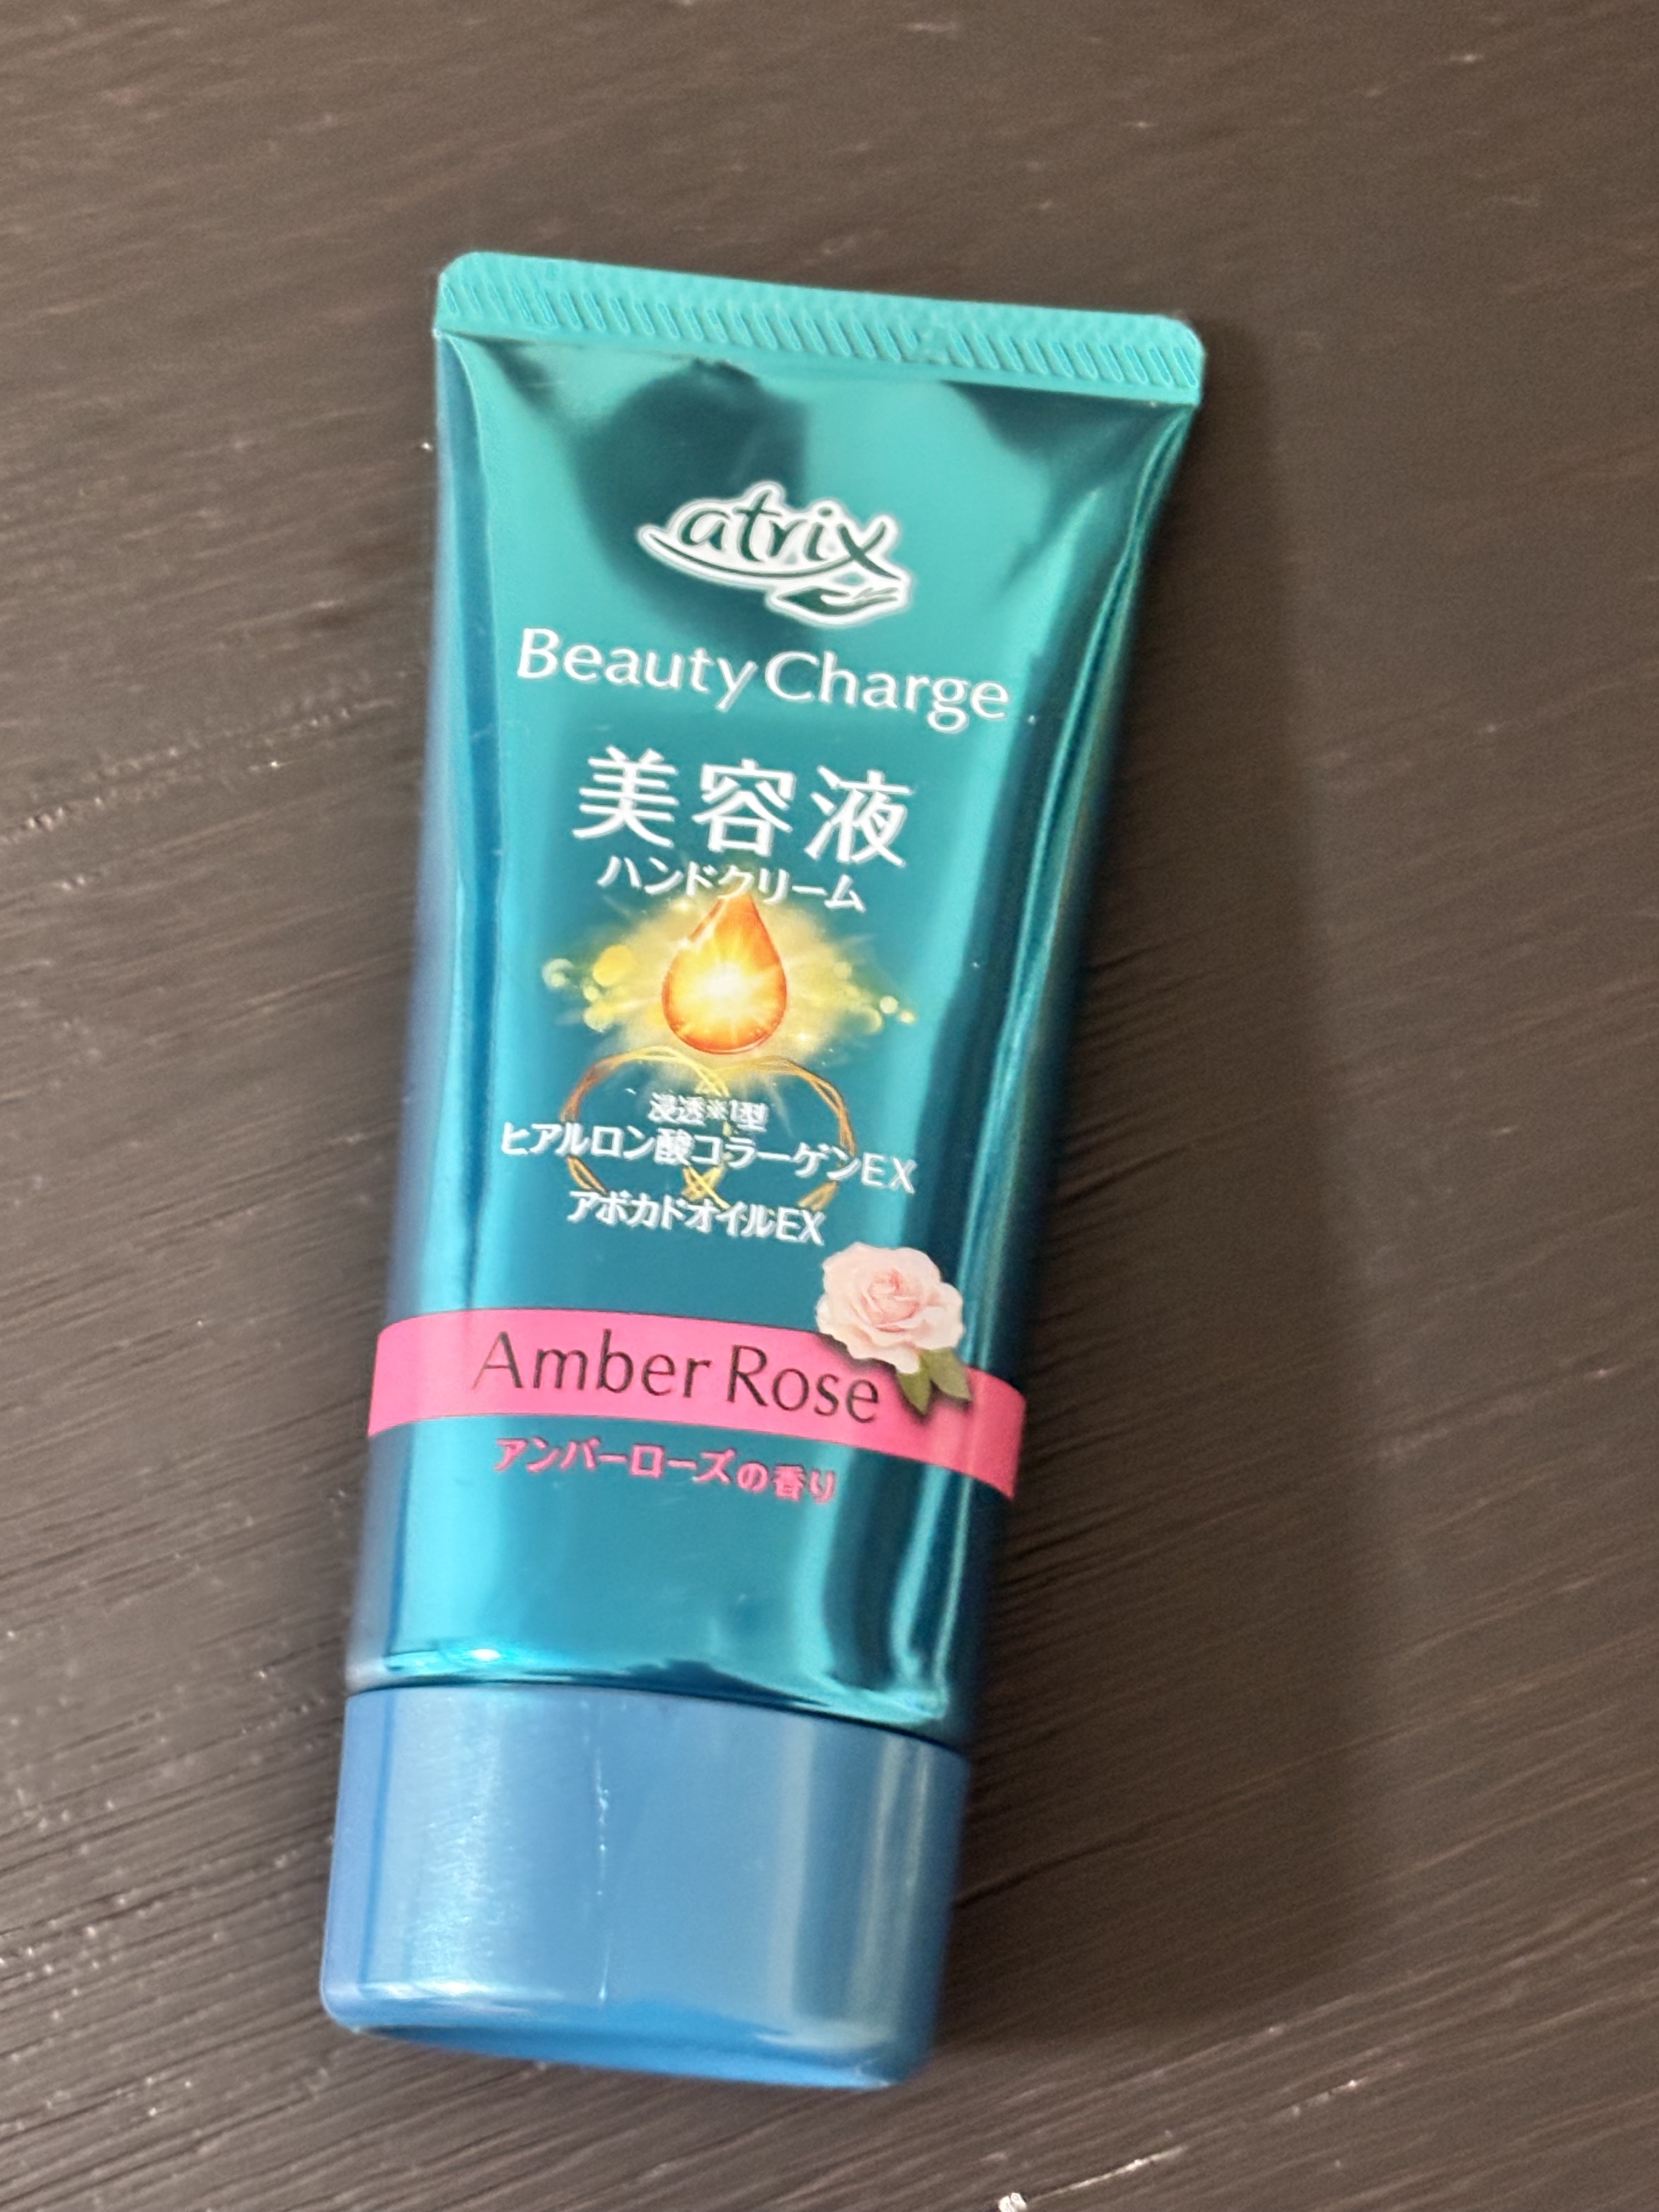 atrix
Beauty Charge
美容液
ハンドクリーム
浸透※1型
ヒアルロン酸コラーゲンEX
アボカドオイルEX
Amber Rose
アンバーローズの香り